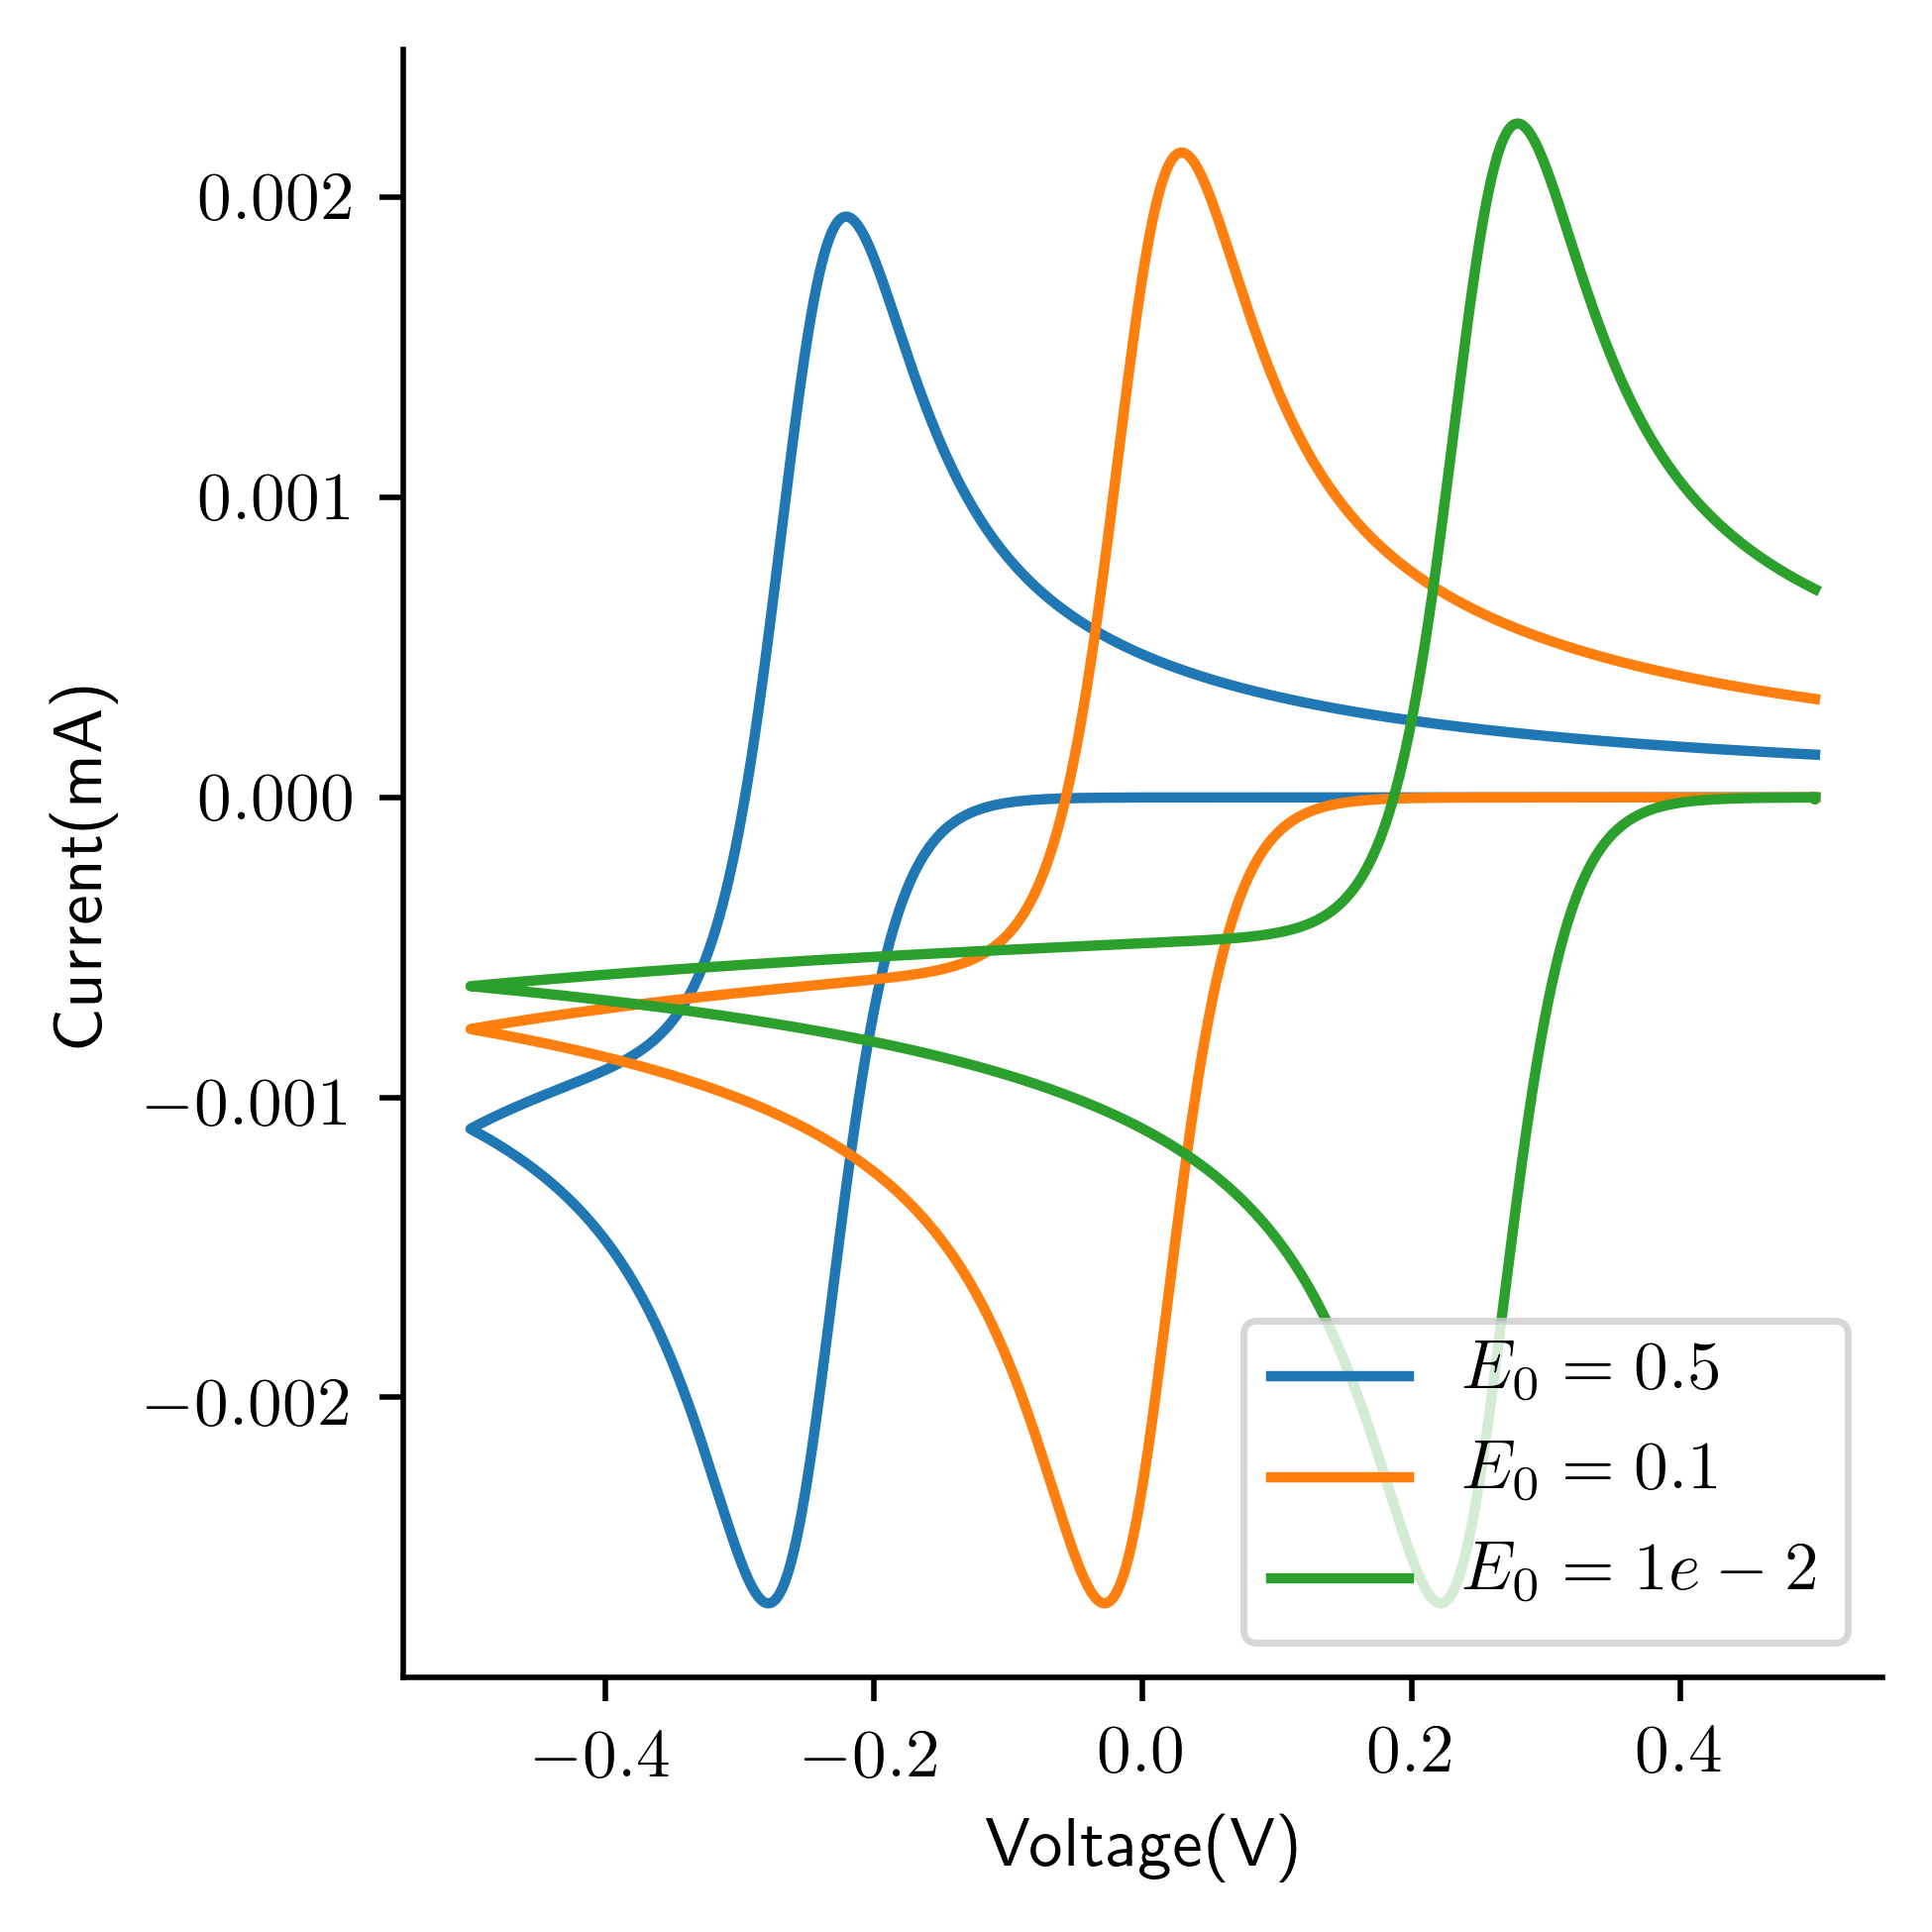 Current(mA)
0.002
0.001
0.000
−0.001
−0.002
E₀ = 0.5
E₀ = 0.1
E₀ = 1e − 2
−0.4 −0.2 0.0 0.2 0.4
Voltage(V)